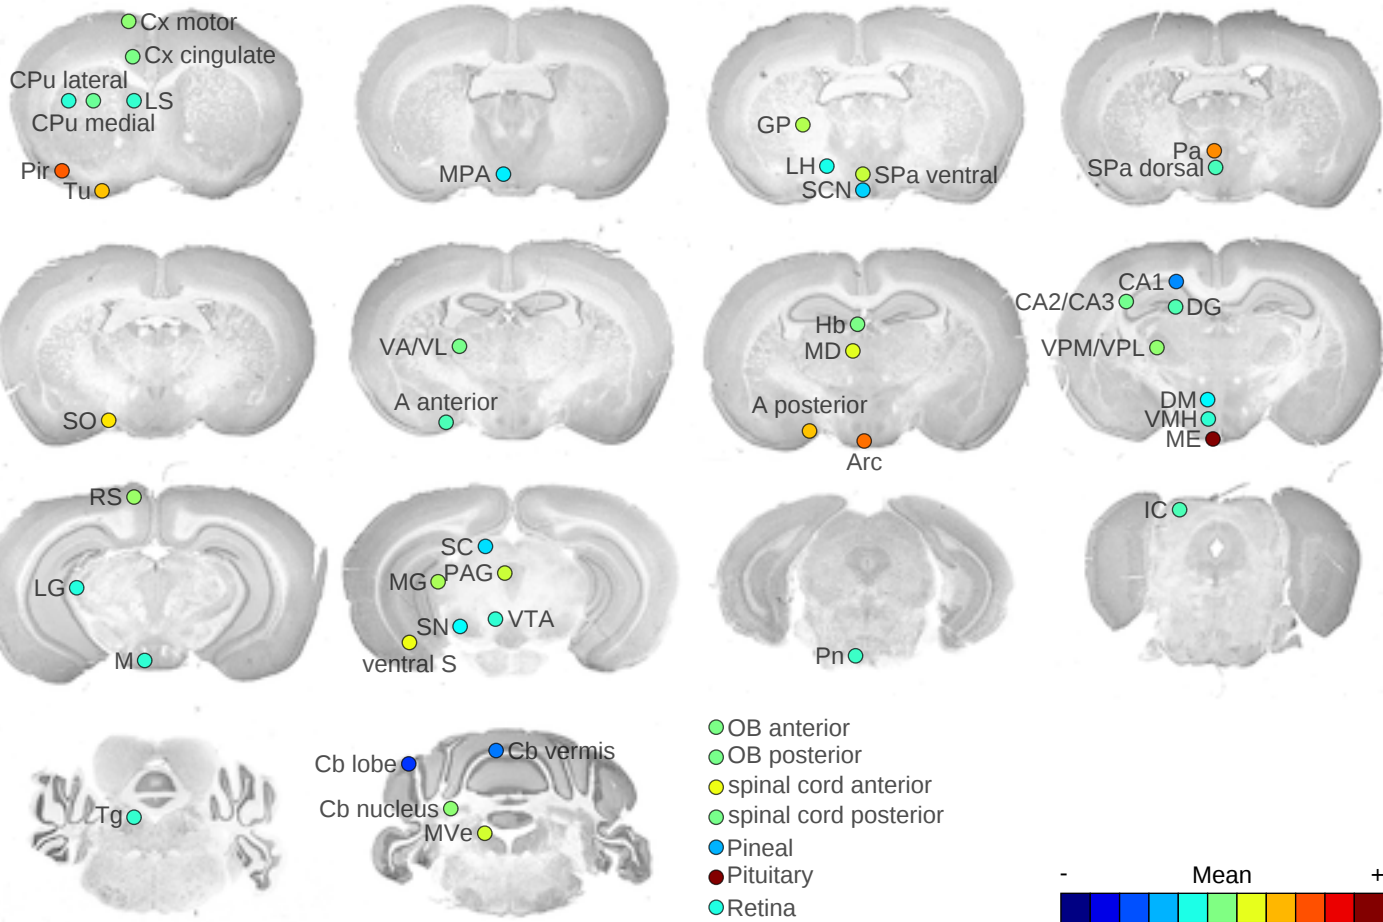 Cx motor
Cx cingulate
CPu lateral
LS
CPu medial
Pir
Tu
MPA
GP
LH
SPa ventral
SCN
Pa
SPa dorsal
SO
VA/VL
A anterior
Hb
MD
A posterior
Arc
CA1
CA2/CA3
DG
VPM/VPL
DM
VMH
ME
RS
LG
M
SC
PAG
MG
VTA
SN
ventral S
Pn
IC
Tg
Cb lobe
Cb vermis
Cb nucleus
MVe
OB anterior
OB posterior
spinal cord anterior
spinal cord posterior
Pineal
Pituitary
Retina
- Mean +